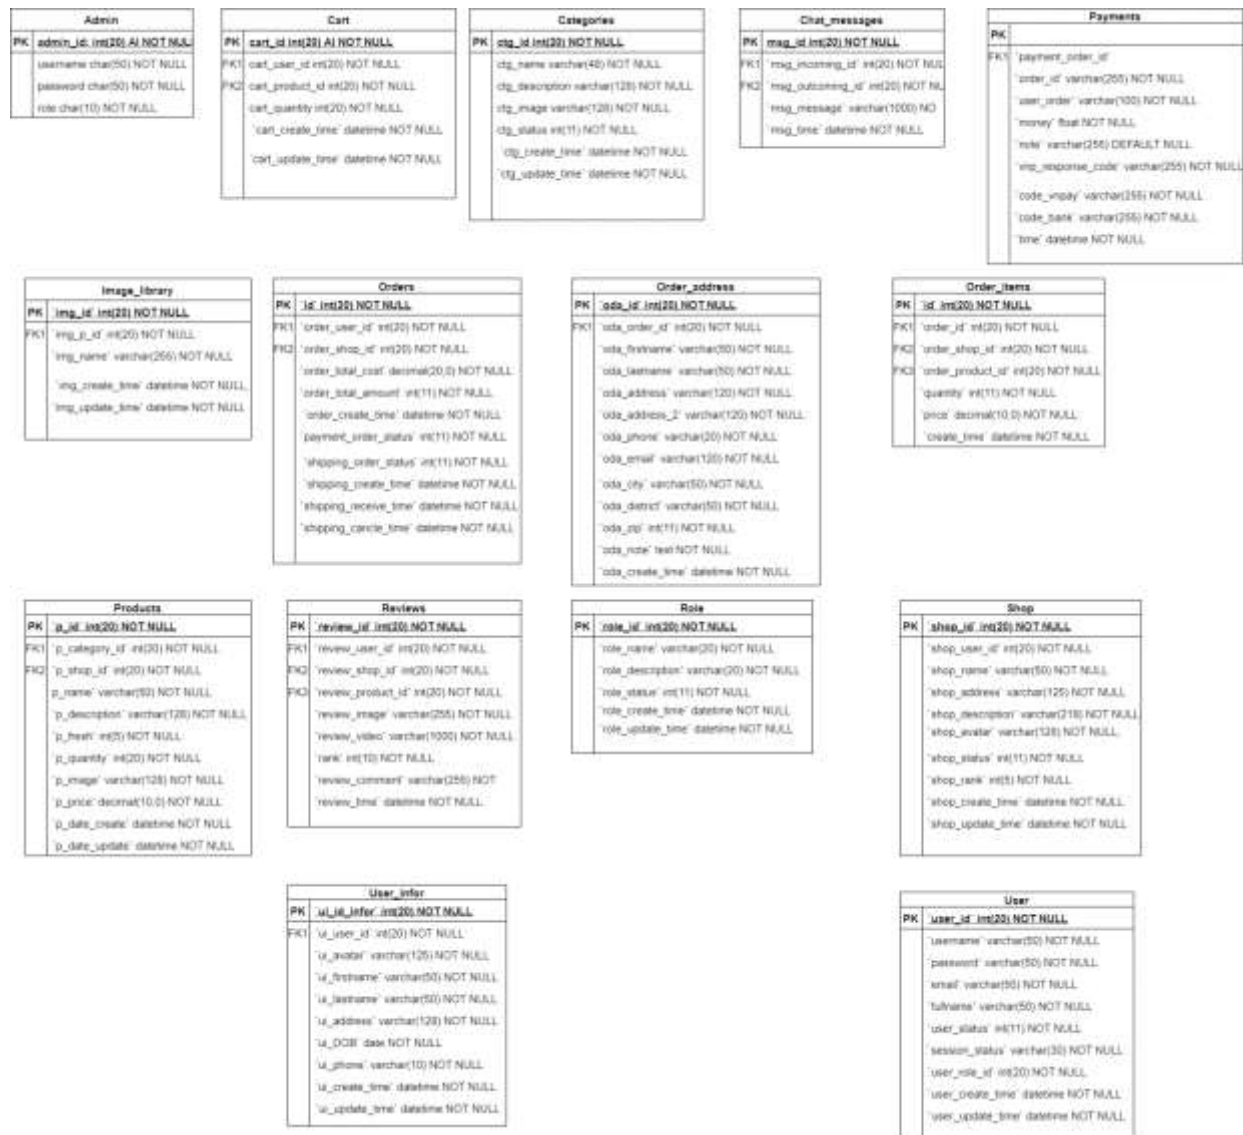 Admin
PK admin_id: int(20) AI NOT NULL
username char(50) NOT NULL
password char(50) NOT NULL
role char(10) NOT NULL
Cart
PK cart_id int(20) AI NOT NULL
FK1 cart_user_id int(20) NOT NULL
FK2 cart_product_id int(20) NOT NULL
cart_quantity int(20) NOT NULL
`cart_create_time` datetime NOT NULL
`cart_update_time` datetime NOT NULL
Categories
PK ctg_id int(20) NOT NULL
ctg_name varchar(48) NOT NULL
ctg_description varchar(128) NOT NULL
ctg_image varchar(128) NOT NULL
ctg_status int(11) NOT NULL
`ctg_create_time` datetime NOT NULL
`ctg_update_time` datetime NOT NULL
Chat_messages
PK msg_id int(20) NOT NULL
FK1 `msg_incoming_id` int(20) NOT NUL
FK2 `msg_outcoming_id` int(20) NOT NU
`msg_message` varchar(1000) NO
`msg_time` datetime NOT NULL
Payments
PK
FK1 `payment_order_id`
`order_id` varchar(255) NOT NULL
`user_order` varchar(100) NOT NULL
`money` float NOT NULL
`note` varchar(256) DEFAULT NULL
`vnp_response_code` varchar(255) NOT NULL
`code_vnpay` varchar(255) NOT NULL
`code_bank` varchar(255) NOT NULL
`time` datetime NOT NULL
Image_library
PK `img_id` int(20) NOT NULL
FK1 `img_p_id` int(20) NOT NULL
`img_name` varchar(255) NOT NULL
`img_create_time` datetime NOT NULL
`img_update_time` datetime NOT NULL
Orders
PK `id` int(30) NOT NULL
FK1 `order_user_id` int(20) NOT NULL
FK2 `order_shop_id` int(20) NOT NULL
`order_total_cost` decimal(20,0) NOT NULL
`order_total_amount` int(11) NOT NULL
`order_create_time` datetime NOT NULL
`payment_order_status` int(11) NOT NULL
`shipping_order_status` int(11) NOT NULL
`shipping_create_time` datetime NOT NULL
`shipping_receive_time` datetime NOT NULL
`shipping_cancle_time` datetime NOT NULL
Order_address
PK `oda_id` int(20) NOT NULL
FK1 `oda_order_id` int(20) NOT NULL
`oda_firstname` varchar(50) NOT NULL
`oda_lastname` varchar(50) NOT NULL
`oda_address` varchar(120) NOT NULL
`oda_address_2` varchar(120) NOT NULL
`oda_phone` varchar(20) NOT NULL
`oda_email` varchar(120) NOT NULL
`oda_city` varchar(50) NOT NULL
`oda_district` varchar(50) NOT NULL
`oda_zip` int(11) NOT NULL
`oda_note` text NOT NULL
`oda_create_time` datetime NOT NULL
Order_items
PK `id` int(20) NOT NULL
FK1 `order_id` int(20) NOT NULL
FK2 `order_shop_id` int(20) NOT NULL
FK3 `order_product_id` int(20) NOT NULL
`quantity` int(11) NOT NULL
`price` decimal(10,0) NOT NULL
`create_time` datetime NOT NULL
Products
PK `p_id` int(20) NOT NULL
FK1 `p_category_id` int(20) NOT NULL
FK2 `p_shop_id` int(20) NOT NULL
p_name` varchar(50) NOT NULL
`p_description` varchar(128) NOT NULL
`p_fresh` int(5) NOT NULL
`p_quantity` int(20) NOT NULL
`p_image` varchar(128) NOT NULL
`p_price` decimal(10,0) NOT NULL
`p_date_create` datetime NOT NULL
`p_date_update` datetime NOT NULL
Reviews
PK `review_id` int(20) NOT NULL
FK1 `review_user_id` int(20) NOT NULL
FK2 `review_shop_id` int(20) NOT NULL
FK3 `review_product_id` int(20) NOT NULL
`review_image` varchar(255) NOT NULL
`review_video` varchar(1000) NOT NULL
`rank` int(10) NOT NULL
`review_comment` varchar(255) NOT
`review_time` datetime NOT NULL
Role
PK `role_id` int(20) NOT NULL
`role_name` varchar(20) NOT NULL
`role_description` varchar(20) NOT NULL
`role_status` int(11) NOT NULL
`role_create_time` datetime NOT NULL
`role_update_time` datetime NOT NULL
Shop
PK `shop_id` int(20) NOT NULL
`shop_user_id` int(20) NOT NULL
`shop_name` varchar(50) NOT NULL
`shop_address` varchar(125) NOT NULL
`shop_description` varchar(218) NOT NULL
`shop_avatar` varchar(128) NOT NULL
`shop_status` int(11) NOT NULL
`shop_rank` int(5) NOT NULL
`shop_create_time` datetime NOT NULL
`shop_update_time` datetime NOT NULL
User_infor
PK `ui_id_infor` int(20) NOT NULL
FK1 `ui_user_id` int(20) NOT NULL
`ui_avatar` varchar(125) NOT NULL
`ui_firstname` varchar(50) NOT NULL
`ui_lastname` varchar(50) NOT NULL
`ui_address` varchar(128) NOT NULL
`ui_DOB` date NOT NULL
`ui_phone` varchar(10) NOT NULL
`ui_create_time` datetime NOT NULL
`ui_update_time` datetime NOT NULL
User
PK `user_id` int(20) NOT NULL
`username` varchar(50) NOT NULL
`password` varchar(50) NOT NULL
`email` varchar(50) NOT NULL
`fullname` varchar(50) NOT NULL
`user_status` int(11) NOT NULL
`session_status` varchar(30) NOT NULL
`user_role_id` int(20) NOT NULL
`user_create_time` datetime NOT NULL
`user_update_time` datetime NOT NULL